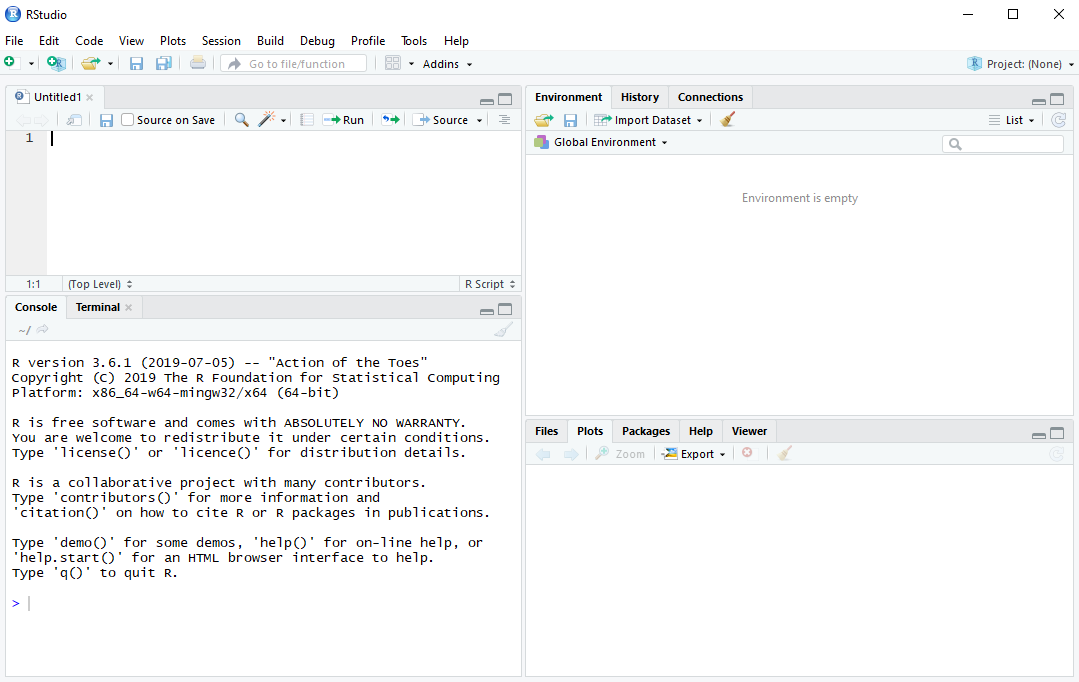 RStudio
File Edit Code View Plots Session Build Debug Profile Tools Help
Go to file/function Addins Project: (None)
Untitled1
Source on Save Run Source
1
1:1 (Top Level) R Script
Console Terminal
~/
R version 3.6.1 (2019-07-05) -- "Action of the Toes"
Copyright (C) 2019 The R Foundation for Statistical Computing
Platform: x86_64-w64-mingw32/x64 (64-bit)
R is free software and comes with ABSOLUTELY NO WARRANTY.
You are welcome to redistribute it under certain conditions.
Type 'license()' or 'licence()' for distribution details.
R is a collaborative project with many contributors.
Type 'contributors()' for more information and
'citation()' on how to cite R or R packages in publications.
Type 'demo()' for some demos, 'help()' for on-line help, or
'help.start()' for an HTML browser interface to help.
Type 'q()' to quit R.
>
Environment History Connections
Import Dataset List
Global Environment
Environment is empty
Files Plots Packages Help Viewer
Zoom Export